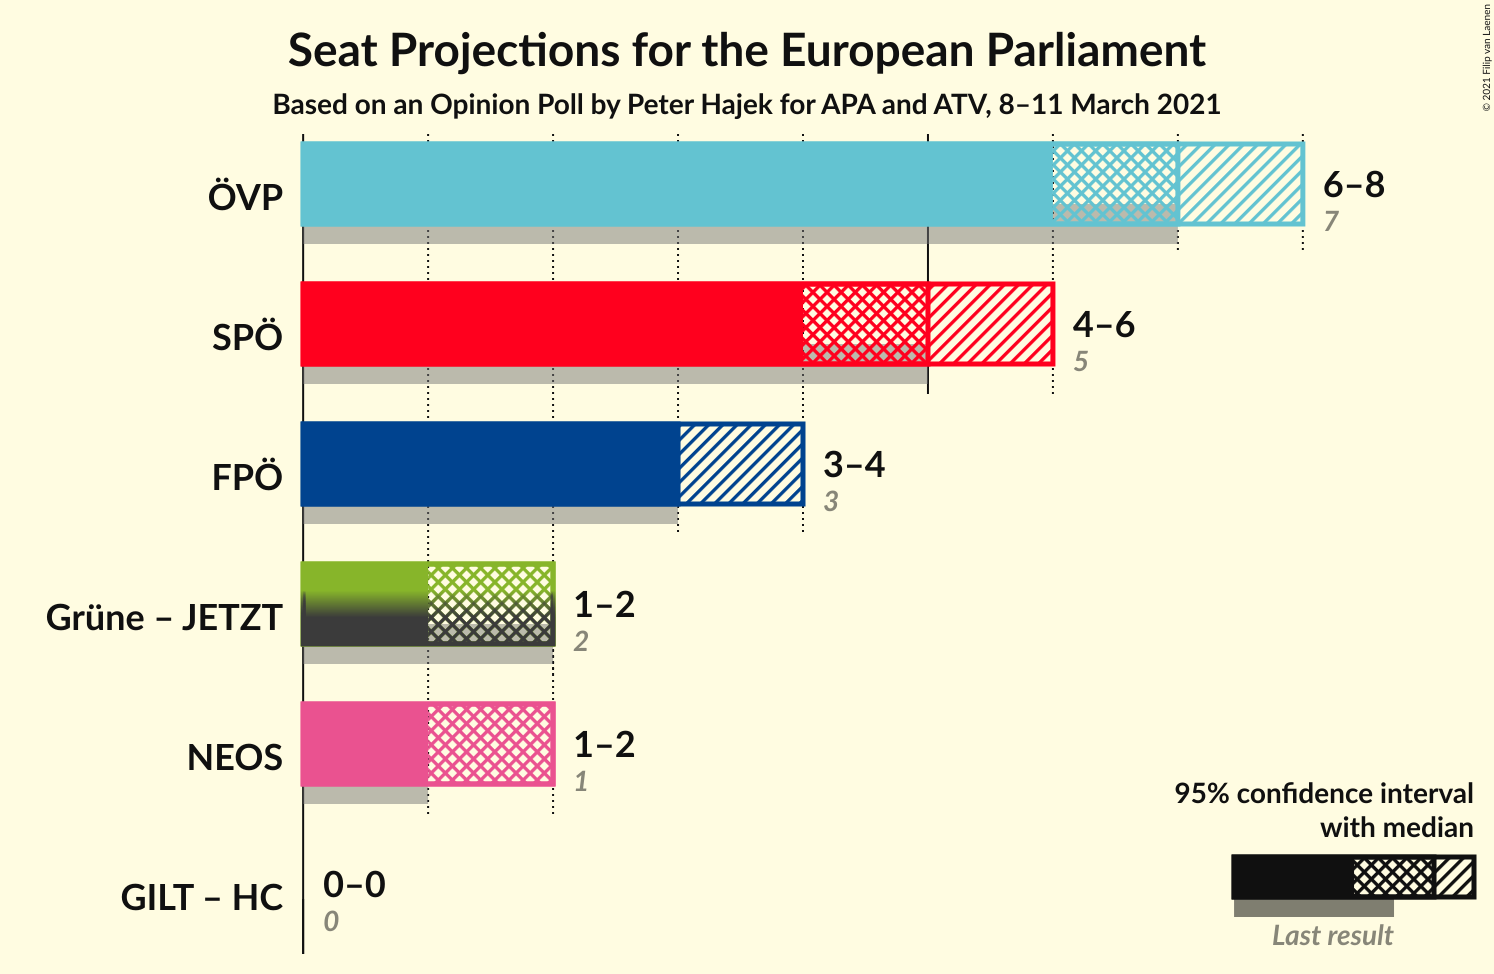 Seat Projections for the European Parliament
Based on an Opinion Poll by Peter Hajek for APA and ATV, 8–11 March 2021
© 2021 Filip van Laenen
ÖVP
6–8
7
SPÖ
4–6
5
FPÖ
3–4
3
Grüne – JETZT
1–2
2
NEOS
1–2
1
GILT – HC
0–0
0
95% confidence interval
with median
Last result